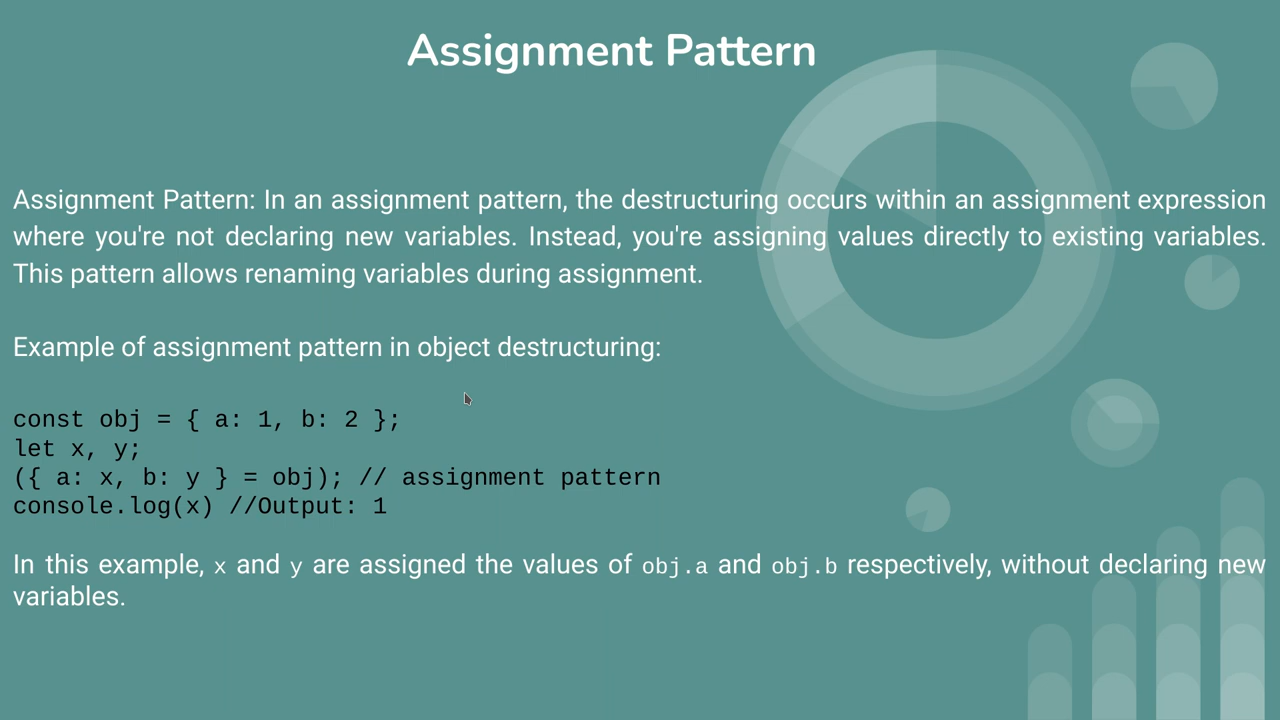 Assignment Pattern
Assignment Pattern: In an assignment pattern, the destructuring occurs within an assignment expression
where you're not declaring new variables. Instead, you're assigning values directly to existing variables.
This pattern allows renaming variables during assignment.
Example of assignment pattern in object destructuring:
const obj = { a: 1, b: 2 };
let x, y;
({ a: x, b: y } = obj); // assignment pattern
console.log(x) //Output: 1
In this example, x and y are assigned the values of obj.a and obj.b respectively, without declaring new
variables.